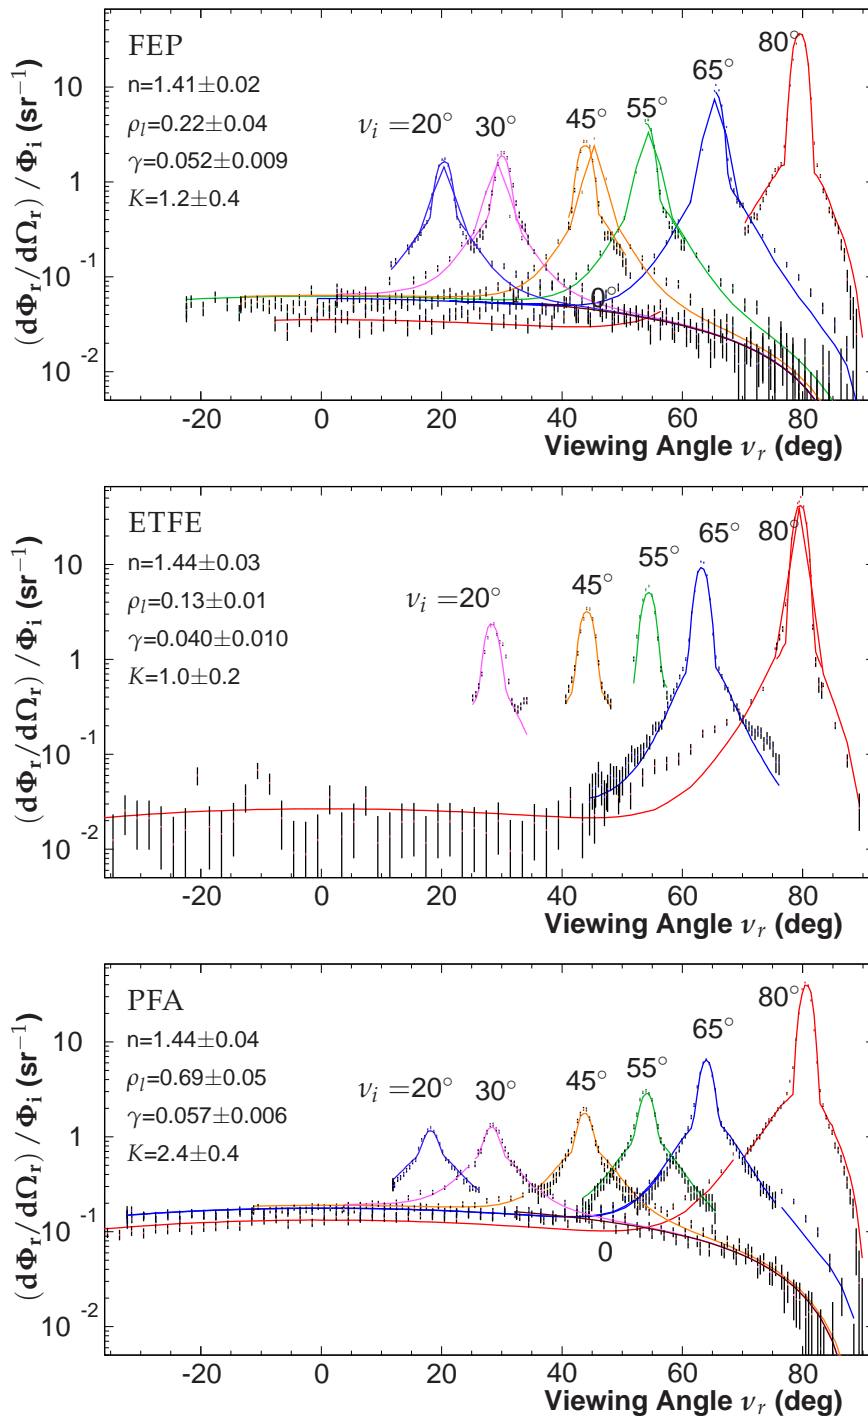 FEP
n=1.41±0.02
ρl=0.22±0.04
γ=0.052±0.009
K=1.2±0.4
νi =20°
30°
45°
55°
65°
80°
0°
10
1
10⁻¹
10⁻²
(dΦr/dΩr) / Φi (sr⁻¹)
-20 0 20 40 60 80
Viewing Angle νr (deg)
ETFE
n=1.44±0.03
ρl=0.13±0.01
γ=0.040±0.010
K=1.0±0.2
νi =20°
45°
55°
65°
80°
10
1
10⁻¹
10⁻²
(dΦr/dΩr) / Φi (sr⁻¹)
-20 0 20 40 60 80
Viewing Angle νr (deg)
PFA
n=1.44±0.04
ρl=0.69±0.05
γ=0.057±0.006
K=2.4±0.4
νi =20°
30°
45°
55°
65°
80°
0
10
1
10⁻¹
10⁻²
(dΦr/dΩr) / Φi (sr⁻¹)
-20 0 20 40 60 80
Viewing Angle νr (deg)